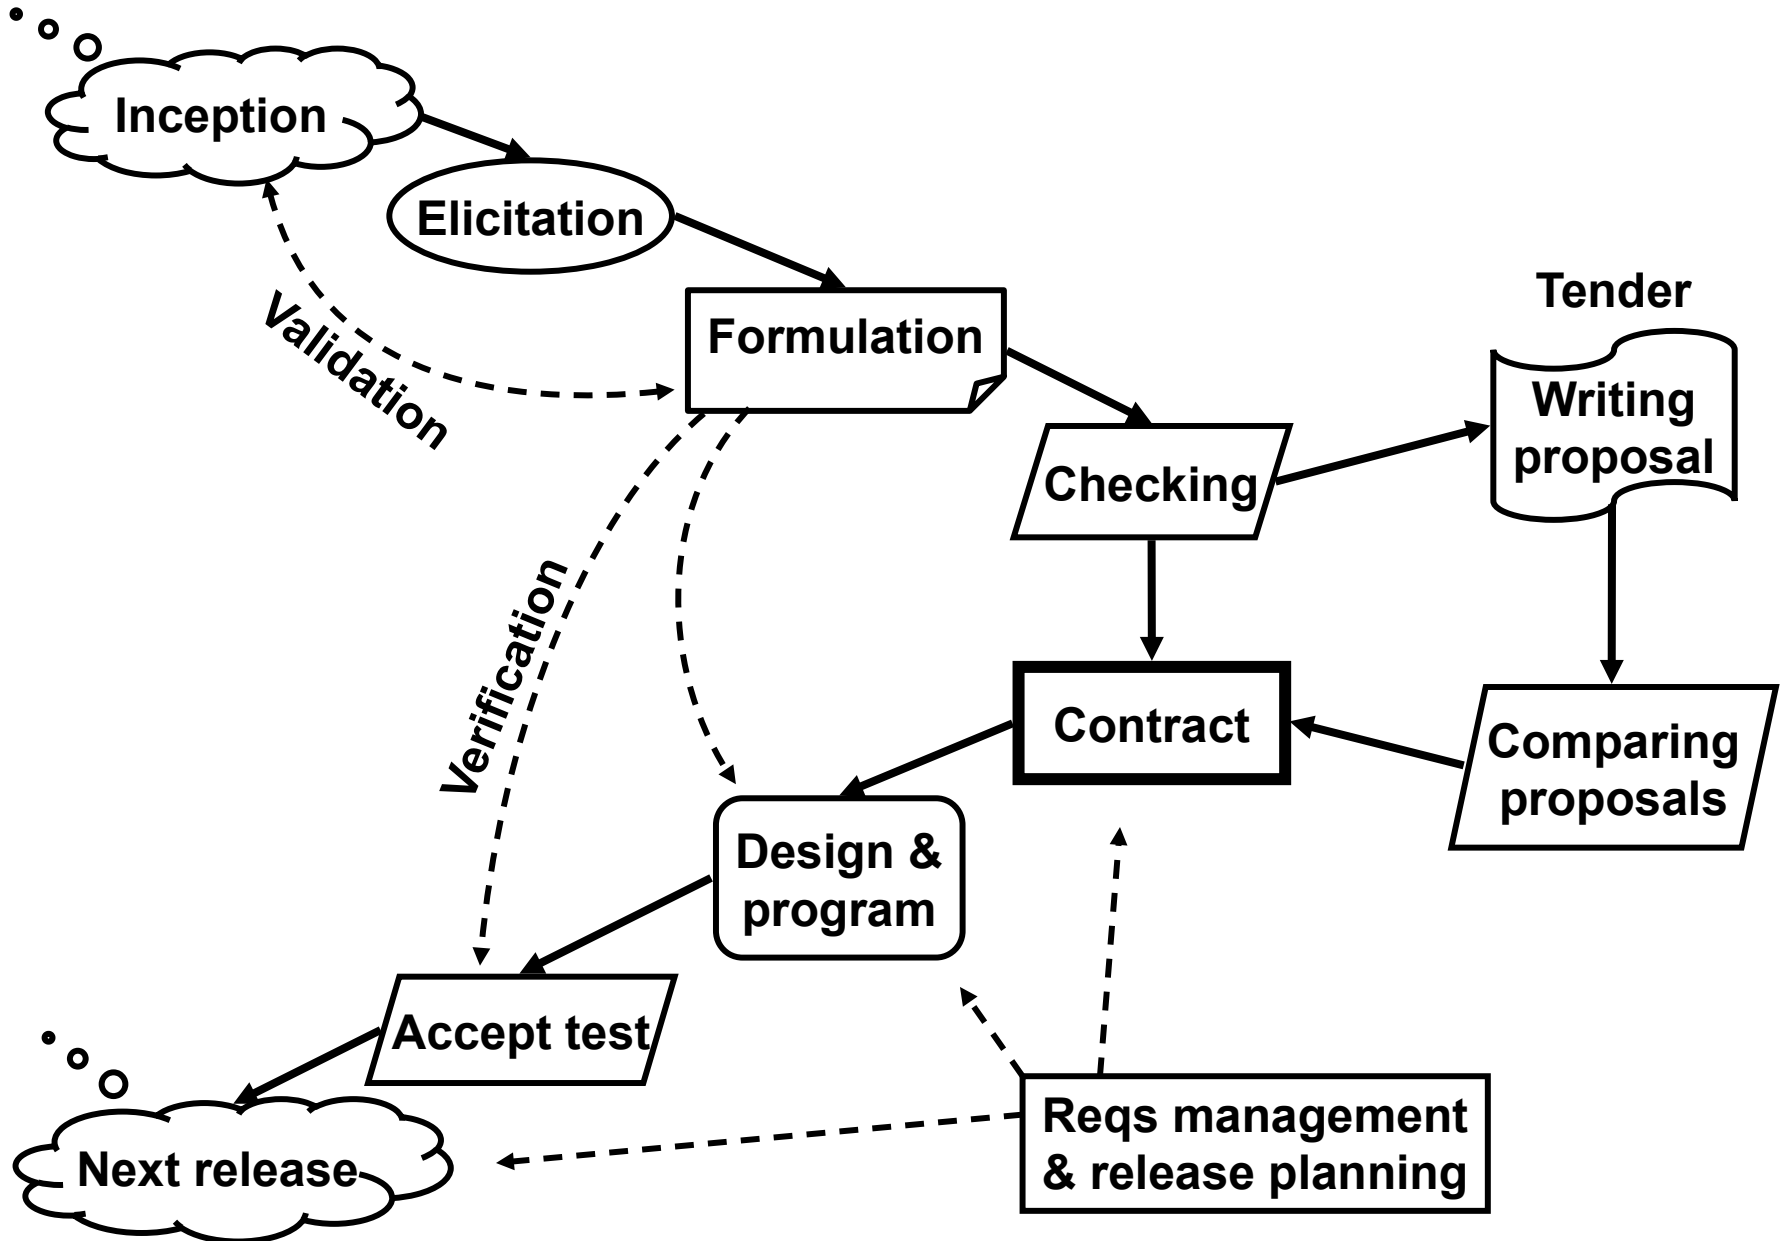 Inception
Elicitation
Validation
Formulation
Tender
Writing
proposal
Checking
Verification
Contract
Comparing
proposals
Design &
program
Accept test
Next release
Reqs management
& release planning